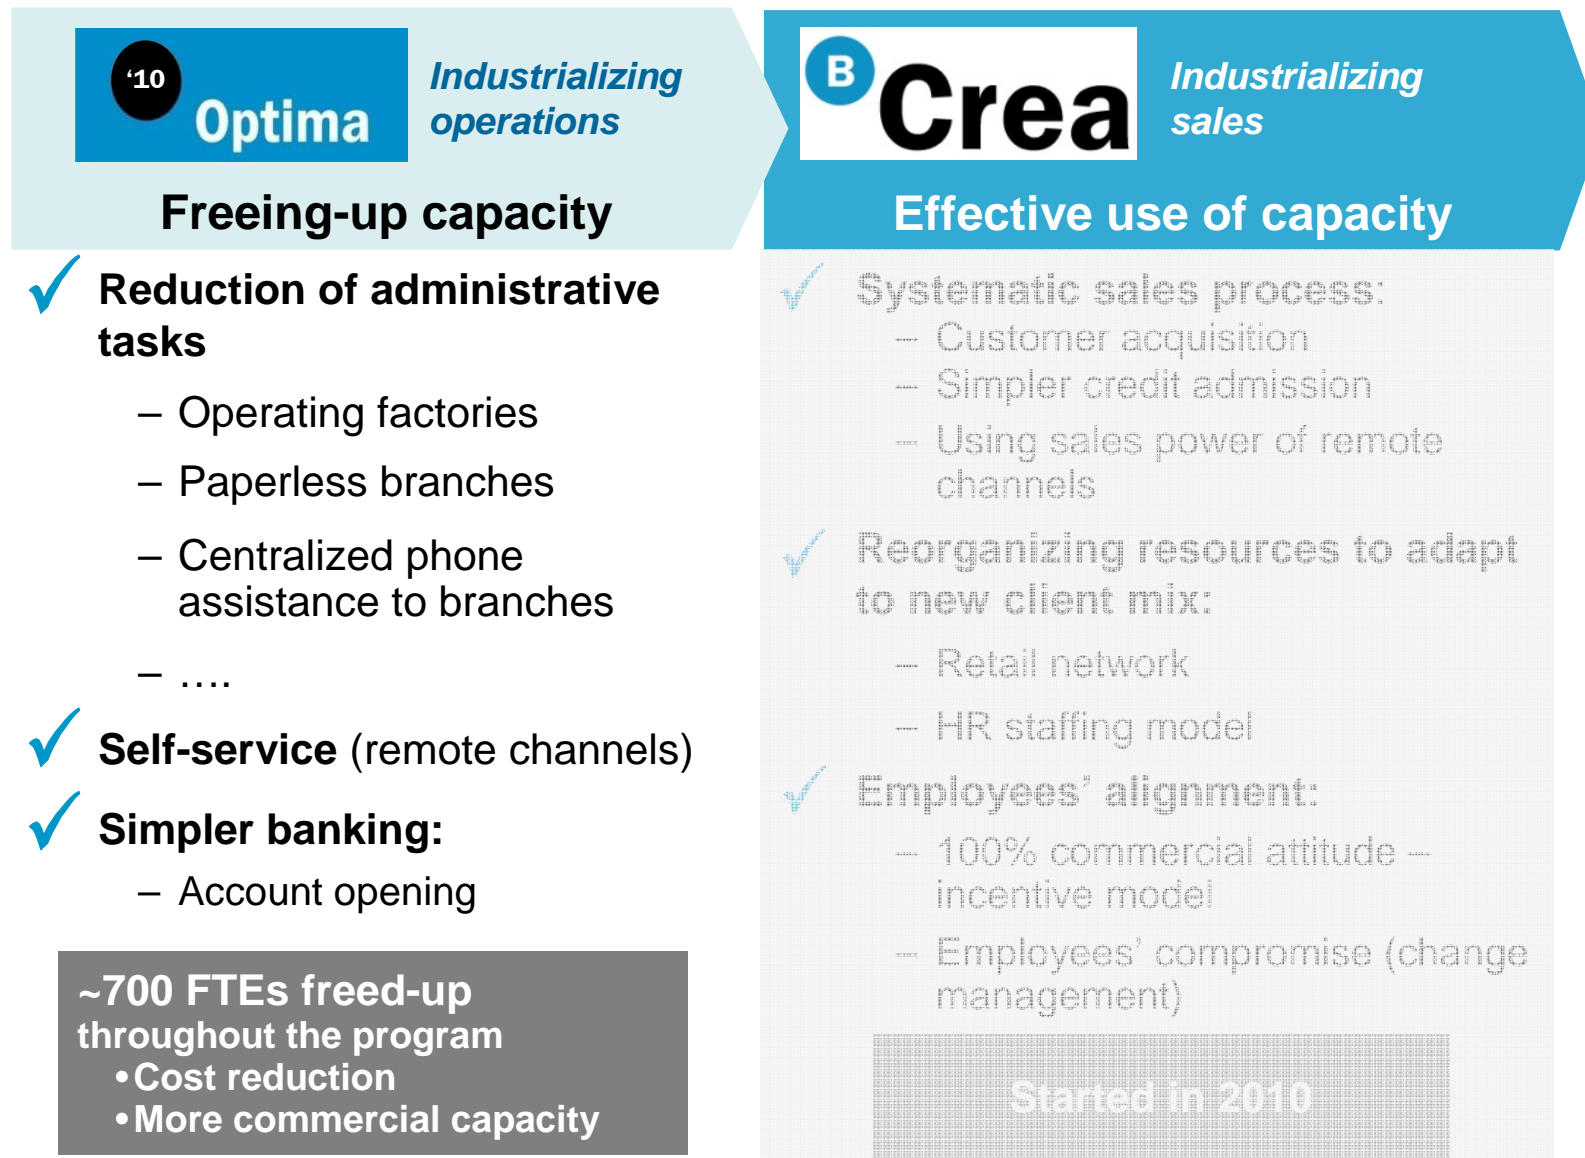 ‘10
Optima
Industrializing
operations
Freeing-up capacity
Reduction of administrative
tasks
– Operating factories
– Paperless branches
– Centralized phone
assistance to branches
– ….
Self-service (remote channels)
Simpler banking:
– Account opening
~700 FTEs freed-up
throughout the program
•Cost reduction
•More commercial capacity
B
Crea
Industrializing
sales
Effective use of capacity
Systematic sales process:
– Customer acquisition
– Simpler credit admission
– Using sales power of remote
channels
Reorganizing resources to adapt
to new client mix:
– Retail network
– HR staffing model
Employees’ alignment:
– 100% commercial attitude –
incentive model
– Employees’ compromise (change
management)
Started in 2010